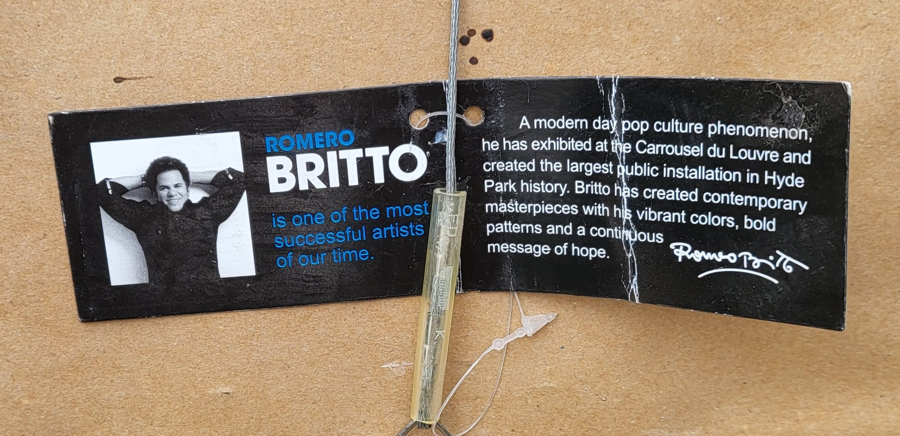 ROMERO
BRITTO
is one of the most
successful artists
of our time.
A modern day pop culture phenomenon,
he has exhibited at the Carrousel du Louvre and
created the largest public installation in Hyde
Park history. Britto has created contemporary
masterpieces with his vibrant colors, bold
patterns and a continuous
message of hope.
Romero Britto